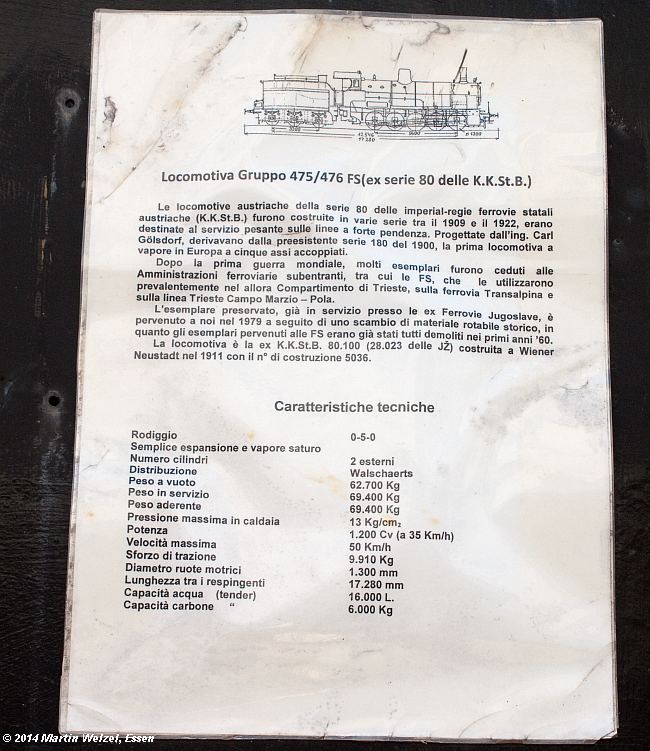 3200
12.546
5600
1380
17.280
Locomotiva Gruppo 475/476 FS(ex serie 80 delle K.K.St.B.)
Le locomotive austriache della serie 80 delle imperial-regie ferrovie statali
austriache (K.K.St.B.) furono costruite in varie serie tra il 1909 e il 1922, erano
destinate al servizio pesante sulle linee a forte pendenza. Progettate dall'ing. Carl
Gölsdorf, derivavano dalla preesistente serie 180 del 1900, la prima locomotiva a
vapore in Europa a cinque assi accoppiati.
Dopo la prima guerra mondiale, molti esemplari furono ceduti alle
Amministrazioni ferroviarie subentranti, tra cui le FS, che le utilizzarono
prevalentemente nel allora Compartimento di Trieste, sulla ferrovia Transalpina e
sulla linea Trieste Campo Marzio – Pola.
L'esemplare preservato, già in servizio presso le ex Ferrovie Jugoslave, è
pervenuto a noi nel 1979 a seguito di uno scambio di materiale rotabile storico, in
quanto gli esemplari pervenuti alle FS erano già stati tutti demoliti nei primi anni '60.
La locomotiva è la ex K.K.St.B. 80.100 (28.023 delle JŽ) costruita a Wiener
Neustadt nel 1911 con il n° di costruzione 5036.
Caratteristiche tecniche
Rodiggio 0-5-0
Semplice espansione e vapore saturo
Numero cilindri 2 esterni
Distribuzione Walschaerts
Peso a vuoto 62.700 Kg
Peso in servizio 69.400 Kg
Peso aderente 69.400 Kg
Pressione massima in caldaia 13 Kg/cm₂
Potenza 1.200 Cv (a 35 Km/h)
Velocità massima 50 Km/h
Sforzo di trazione 9.910 Kg
Diametro ruote motrici 1.300 mm
Lunghezza tra i respingenti 17.280 mm
Capacità acqua (tender) 16.000 L.
Capacità carbone “ 6.000 Kg
© 2014 Martin Welzel, Essen